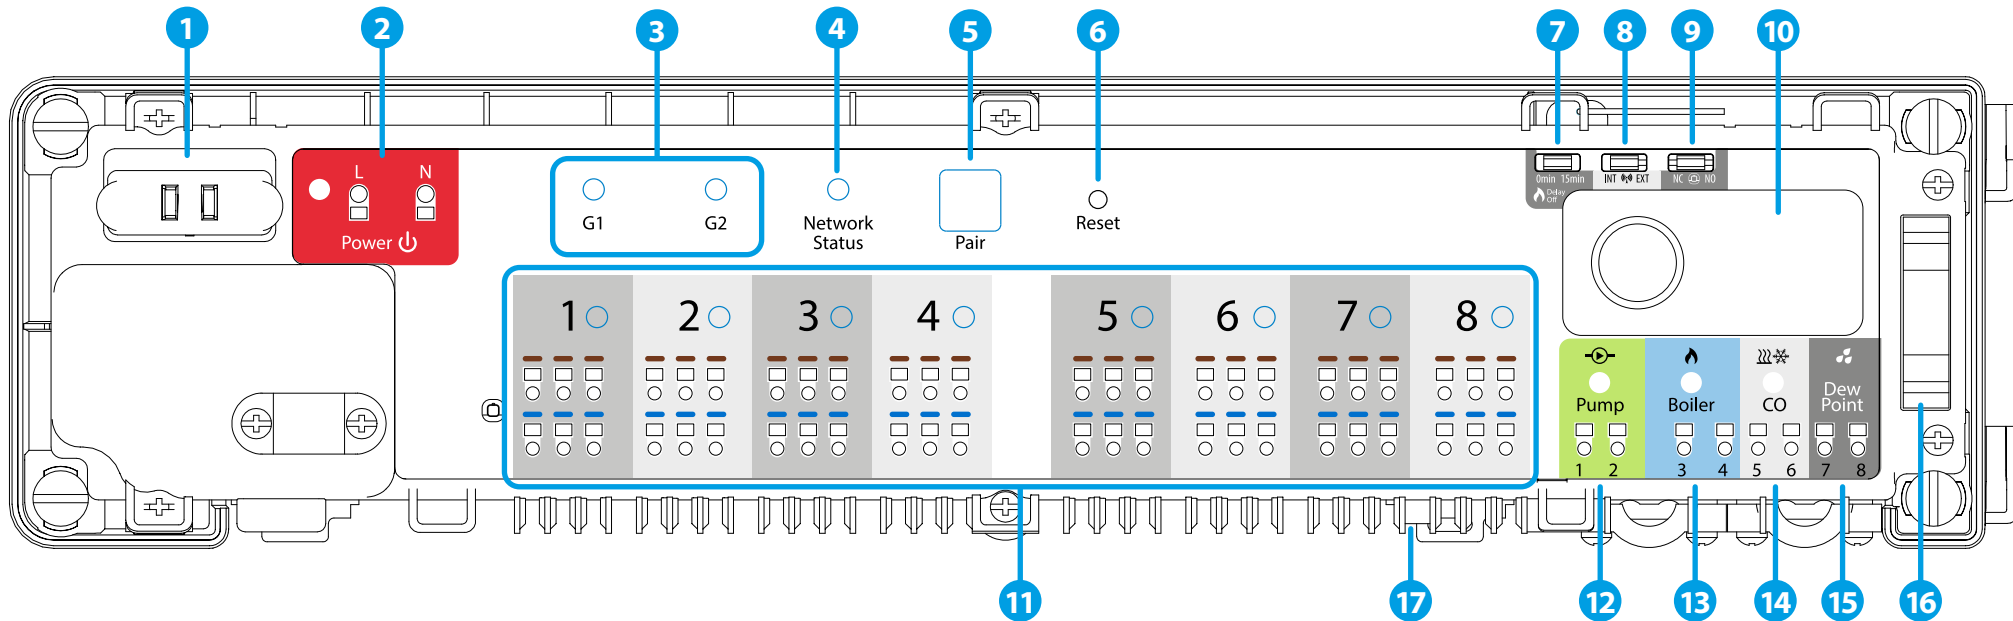 1 2 3 4 5 6 7 8 9 10
L N
Power
G1 G2
Network
Status
Pair
Reset
0min 15min
Delay
Off
INT EXT
NC NO
1 2 3 4 5 6 7 8
Pump
Boiler
CO
Dew
Point
1 2 3 4 5 6 7 8
11 17 12 13 14 15 16